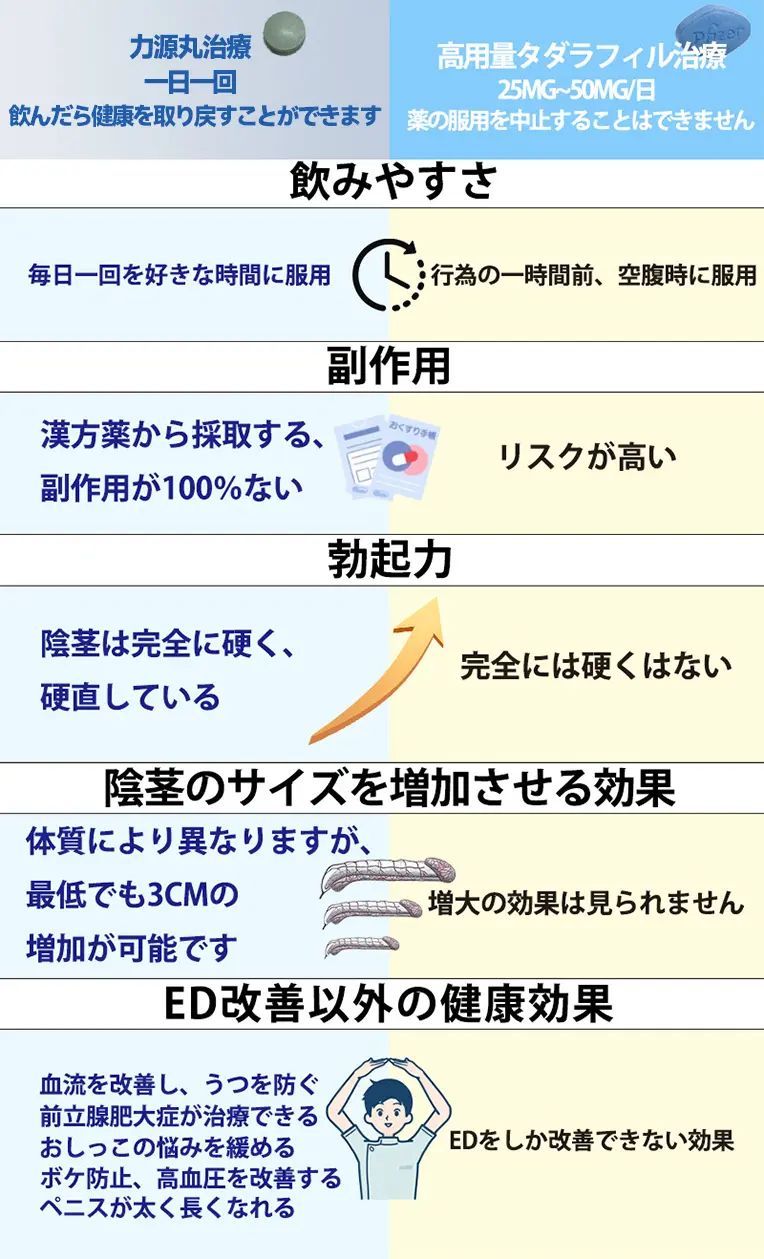 力源丸治療
一日一回
飲んだら健康を取り戻すことができます
Pfizer
高用量タダラフィル治療
25MG~50MG/日
薬の服用を中止することはできません
飲みやすさ
毎日一回を好きな時間に服用
行為の一時間前、空腹時に服用
副作用
漢方薬から採取する、
副作用が100%ない
おくすり手帳
リスクが高い
勃起力
陰茎は完全に硬く、
硬直している
完全には硬くはない
陰茎のサイズを増加させる効果
体質により異なりますが、
最低でも3CMの
増加が可能です
増大の効果は見られません
ED改善以外の健康効果
血流を改善し、うつを防ぐ
前立腺肥大症が治療できる
おしっこの悩みを緩める
ボケ防止、高血圧を改善する
ペニスが太く長くなれる
EDをしか改善できない効果